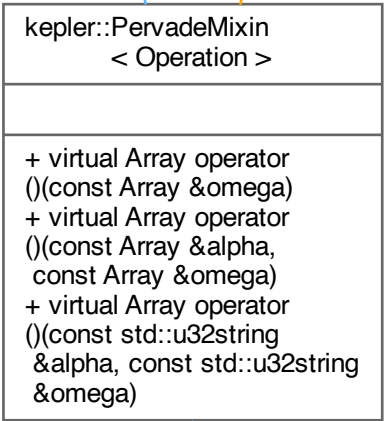 kepler::PervadeMixin
< Operation >
+ virtual Array operator
()(const Array &omega)
+ virtual Array operator
()(const Array &alpha,
const Array &omega)
+ virtual Array operator
()(const std::u32string
&alpha, const std::u32string
&omega)